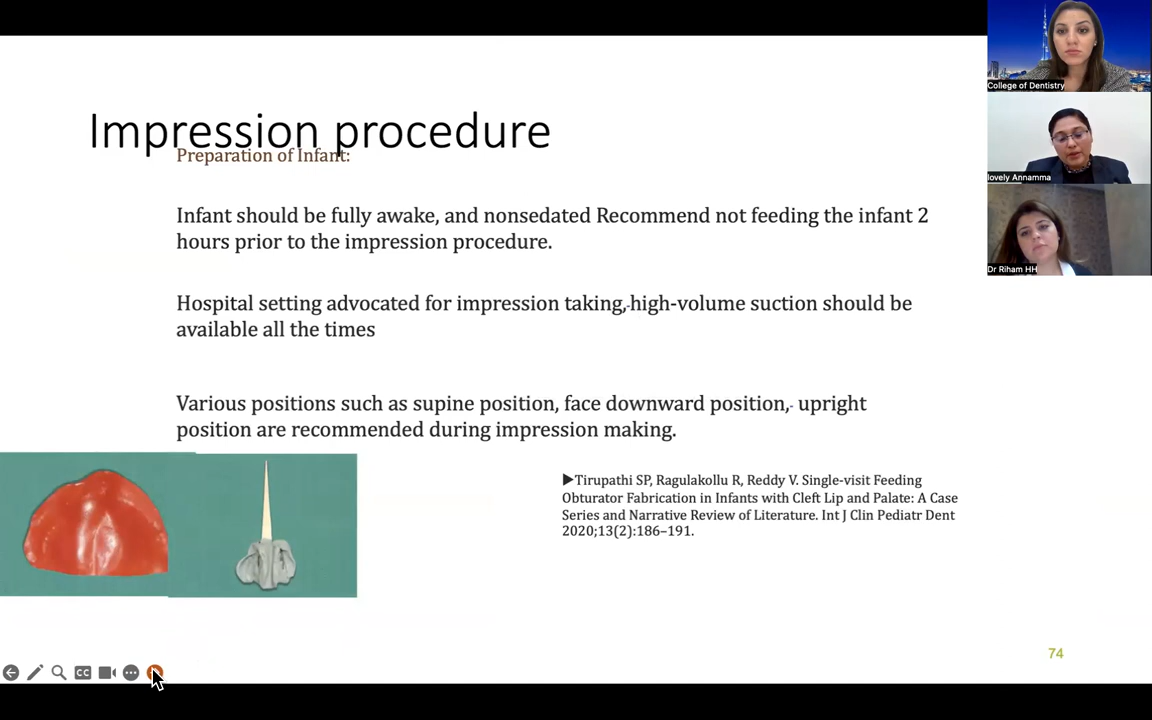 Impression procedure
Preparation of Infant:
Infant should be fully awake, and nonsedated Recommend not feeding the infant 2
hours prior to the impression procedure.
Hospital setting advocated for impression taking,-high-volume suction should be
available all the times
Various positions such as supine position, face downward position,- upright
position are recommended during impression making.
▶Tirupathi SP, Ragulakollu R, Reddy V. Single-visit Feeding
Obturator Fabrication in Infants with Cleft Lip and Palate: A Case
Series and Narrative Review of Literature. Int J Clin Pediatr Dent
2020;13(2):186–191.
74
CC
College of Dentistry
lovely Annamma
Dr Riham HH